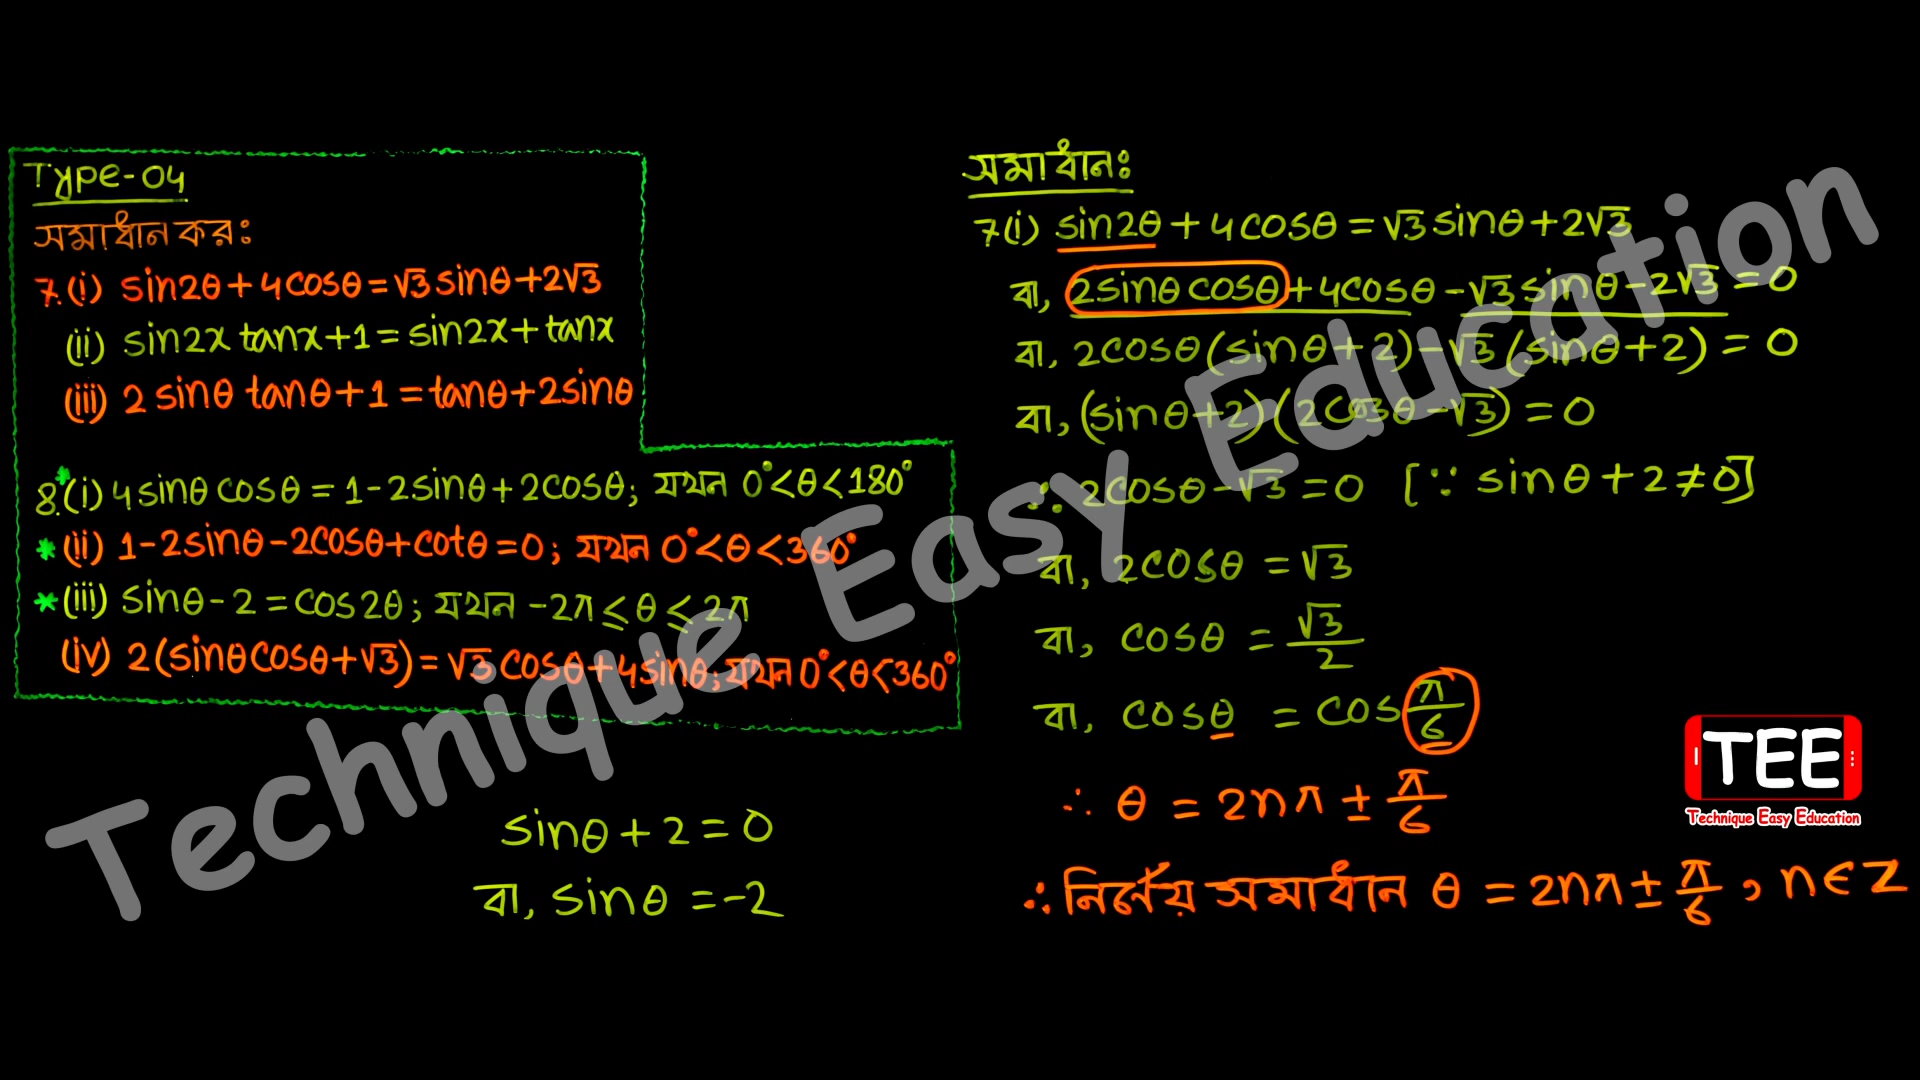 Type-04
সমাধান কর:
7.(i) sin2θ+4cosθ=√3 sinθ+2√3
(ii) sin2x tanx+1=sin2x+tanx
(iii) 2 sinθ tanθ+1=tanθ+2sinθ
8.*(i) 4sinθ cosθ=1-2sinθ+2cosθ; যখন 0°<θ<180°
*(ii) 1-2sinθ-2cosθ+cotθ=0; যখন 0°<θ<360°
*(iii) sinθ-2=cos2θ; যখন -2π≤θ≤2π
(iv) 2(sinθcosθ+√3)=√3 cosθ+4sinθ; যখন 0°<θ<360°
sinθ+2=0
বা, sinθ=-2
সমাধান:
7(i) sin2θ+4cosθ=√3 sinθ+2√3
বা, 2sinθ cosθ+4cosθ-√3 sinθ-2√3=0
বা, 2cosθ(sinθ+2)-√3(sinθ+2)=0
বা, (sinθ+2)(2cosθ-√3)=0
∴ 2cosθ-√3=0 [∵ sinθ+2≠0]
বা, 2cosθ=√3
বা, cosθ=√3/2
বা, cosθ = cos π/6
∴ θ = 2nπ ± π/6
∴ নির্ণেয় সমাধান θ = 2nπ ± π/6, n∈Z
TEE
Technique Easy Education
Technique Easy Education